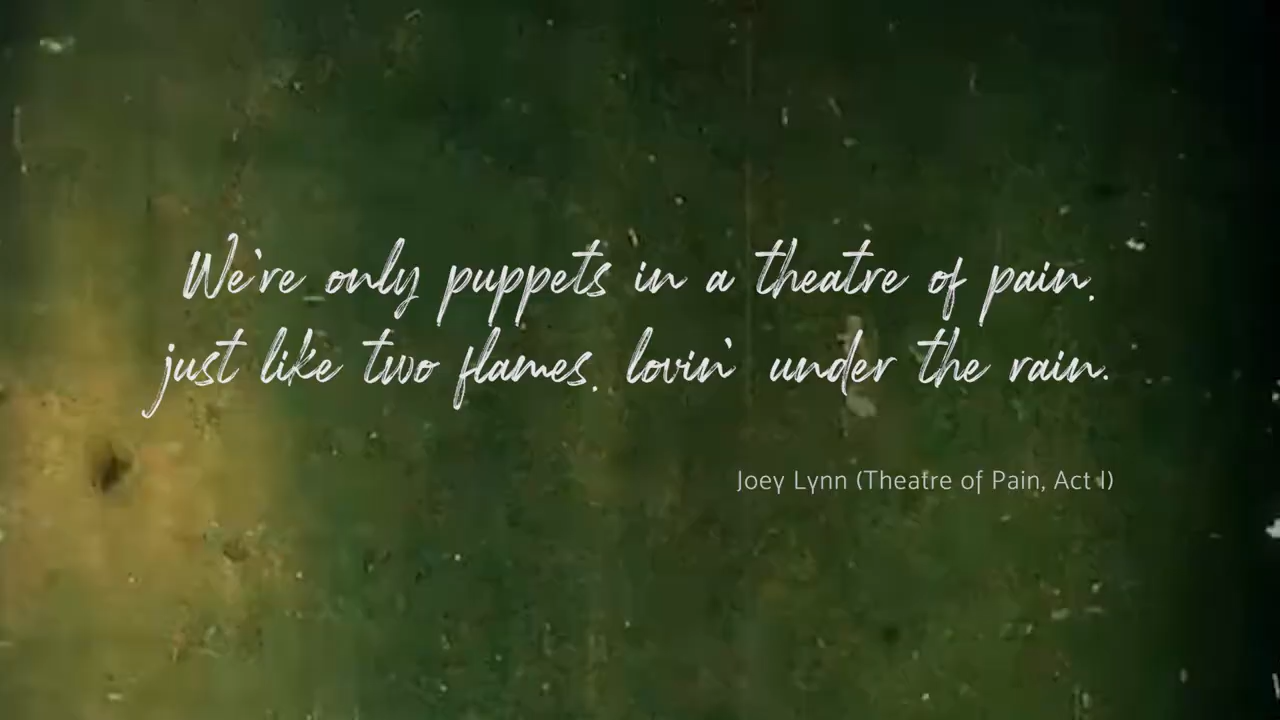 We're only puppets in a theatre of pain,
just like two flames, lovin' under the rain.
Joey Lynn (Theatre of Pain, Act I)